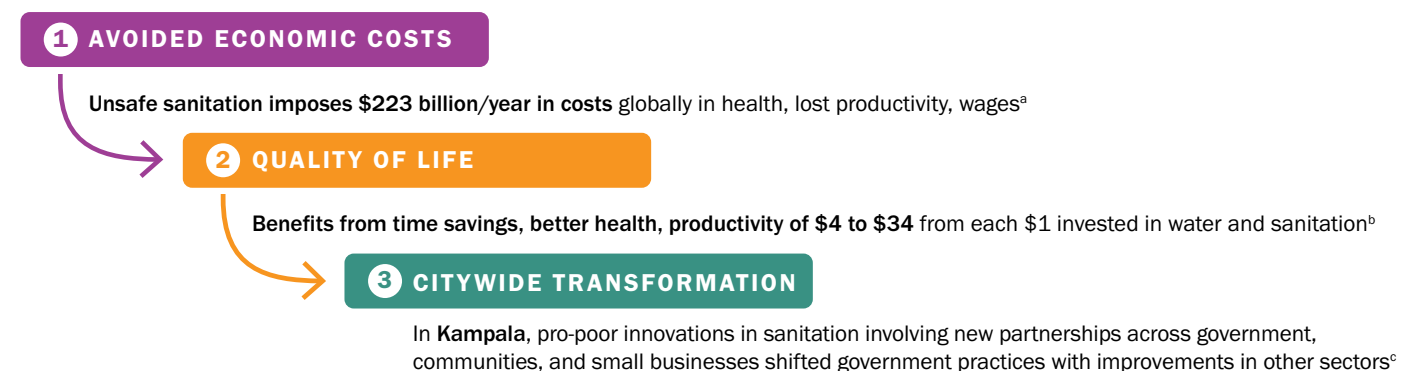 1 AVOIDED ECONOMIC COSTS
Unsafe sanitation imposes $223 billion/year in costs globally in health, lost productivity, wagesᵃ
2 QUALITY OF LIFE
Benefits from time savings, better health, productivity of $4 to $34 from each $1 invested in water and sanitationᵇ
3 CITYWIDE TRANSFORMATION
In Kampala, pro-poor innovations in sanitation involving new partnerships across government,
communities, and small businesses shifted government practices with improvements in other sectorsᶜ